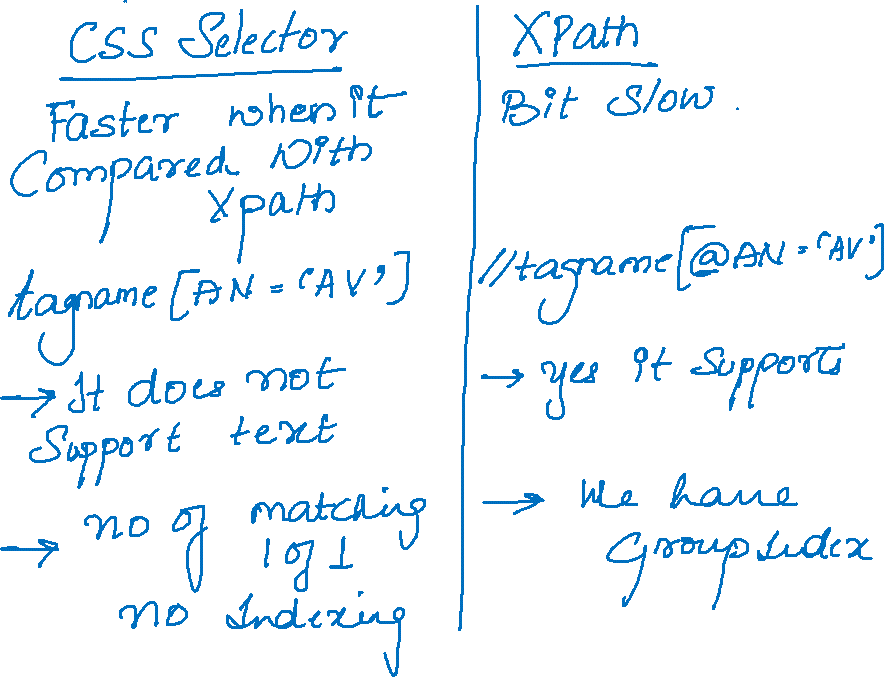 CSS Selector
Faster when it
Compared with
Xpath
tagname [AN = 'AV']
→ It does not
Support text
→ no of matching
1 of 1
no Indexing
XPath
Bit Slow.
//tagname[@AN = 'AV']
→ yes it supports
→ We have
Group Index